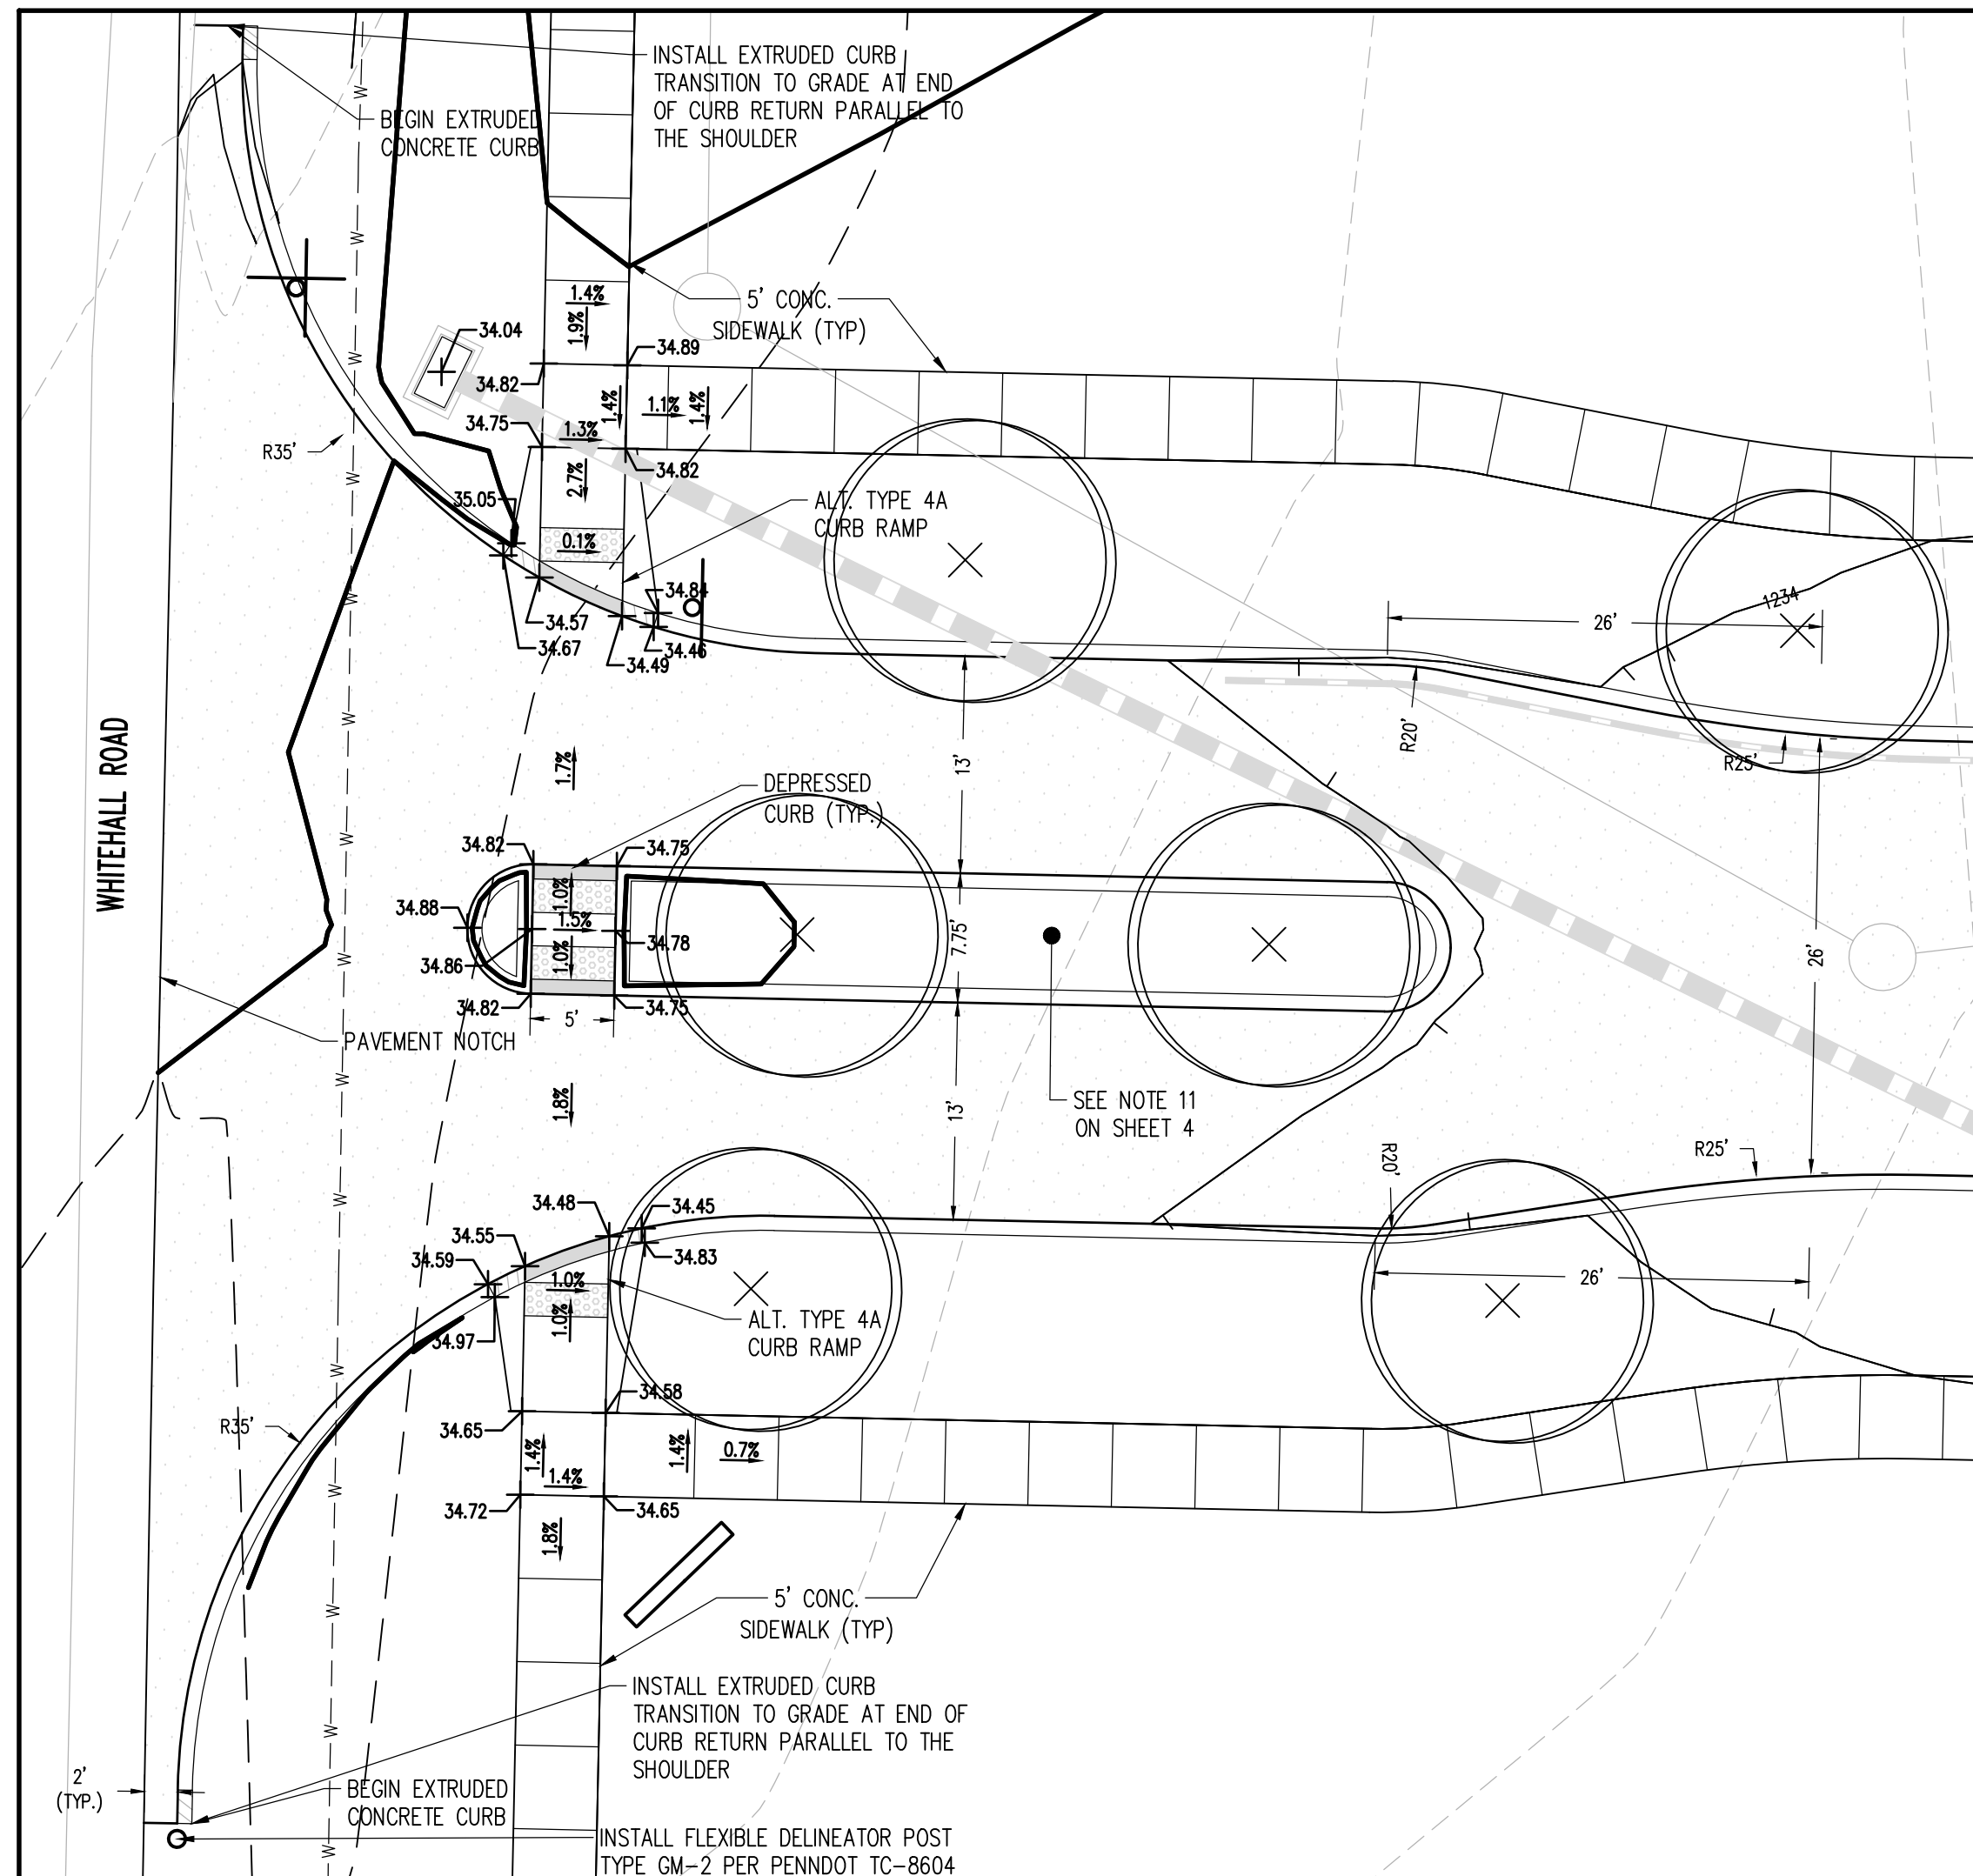 INSTALL EXTRUDED CURB
TRANSITION TO GRADE AT END
OF CURB RETURN PARALLEL TO
THE SHOULDER
BEGIN EXTRUDED
CONCRETE CURB
W
W
5' CONC.
SIDEWALK (TYP)
1.4%
1.9%
34.04
34.89
34.82
W
1.4%
1.1%
1.4%
34.75
1.3%
R35'
34.82
W
2.7%
35.05
ALT. TYPE 4A
CURB RAMP
0.1%
W
34.84
1234
W
34.57
34.67
34.49
34.46
26'
W
WHITEHALL ROAD
R20'
1.7%
13'
R25'
DEPRESSED
CURB (TYP.)
W
34.82
34.75
1.0%
34.88
1.5%
34.78
7.75'
26'
34.86
1.0%
W
34.82
34.75
5'
PAVEMENT NOTCH
W
1.8%
13'
SEE NOTE 11
ON SHEET 4
R20'
R25'
W
34.48
34.45
34.55
34.83
34.59
1.0%
26'
1.0%
ALT. TYPE 4A
CURB RAMP
34.97
W
34.58
R35'
34.65
1.4%
1.4%
0.7%
1.4%
W
34.72
34.65
1.8%
5' CONC.
SIDEWALK (TYP)
W
INSTALL EXTRUDED CURB
TRANSITION TO GRADE AT END OF
CURB RETURN PARALLEL TO THE
SHOULDER
W
2'
(TYP.)
BEGIN EXTRUDED
CONCRETE CURB
INSTALL FLEXIBLE DELINEATOR POST
TYPE GM-2 PER PENNDOT TC-8604
W